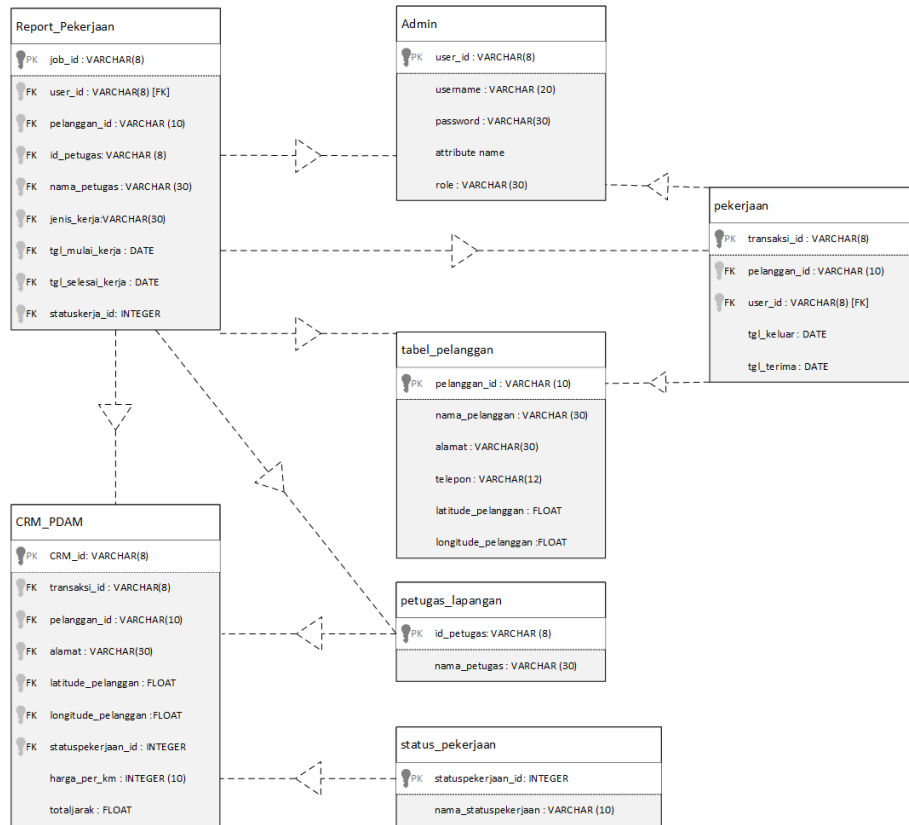 Report_Pekerjaan
PK job_id : VARCHAR(8)
FK user_id : VARCHAR(8) [FK]
FK pelanggan_id : VARCHAR (10)
FK id_petugas: VARCHAR (8)
FK nama_petugas : VARCHAR (30)
FK jenis_kerja:VARCHAR(30)
FK tgl_mulai_kerja : DATE
FK tgl_selesai_kerja : DATE
FK statuskerja_id: INTEGER
Admin
PK user_id : VARCHAR(8)
username : VARCHAR (20)
password : VARCHAR(30)
attribute name
role : VARCHAR (30)
pekerjaan
PK transaksi_id : VARCHAR(8)
FK pelanggan_id : VARCHAR (10)
FK user_id : VARCHAR(8) [FK]
tgl_keluar : DATE
tgl_terima : DATE
tabel_pelanggan
PK pelanggan_id : VARCHAR (10)
nama_pelanggan : VARCHAR (30)
alamat : VARCHAR(30)
telepon : VARCHAR(12)
latitude_pelanggan : FLOAT
longitude_pelanggan :FLOAT
CRM_PDAM
PK CRM_id: VARCHAR(8)
FK transaksi_id : VARCHAR(8)
FK pelanggan_id : VARCHAR(10)
FK alamat : VARCHAR(30)
FK latitude_pelanggan : FLOAT
FK longitude_pelanggan :FLOAT
FK statuspekerjaan_id : INTEGER
harga_per_km : INTEGER (10)
totaljarak : FLOAT
petugas_lapangan
PK id_petugas: VARCHAR (8)
nama_petugas : VARCHAR (30)
status_pekerjaan
PK statuspekerjaan_id: INTEGER
nama_statuspekerjaan : VARCHAR (10)